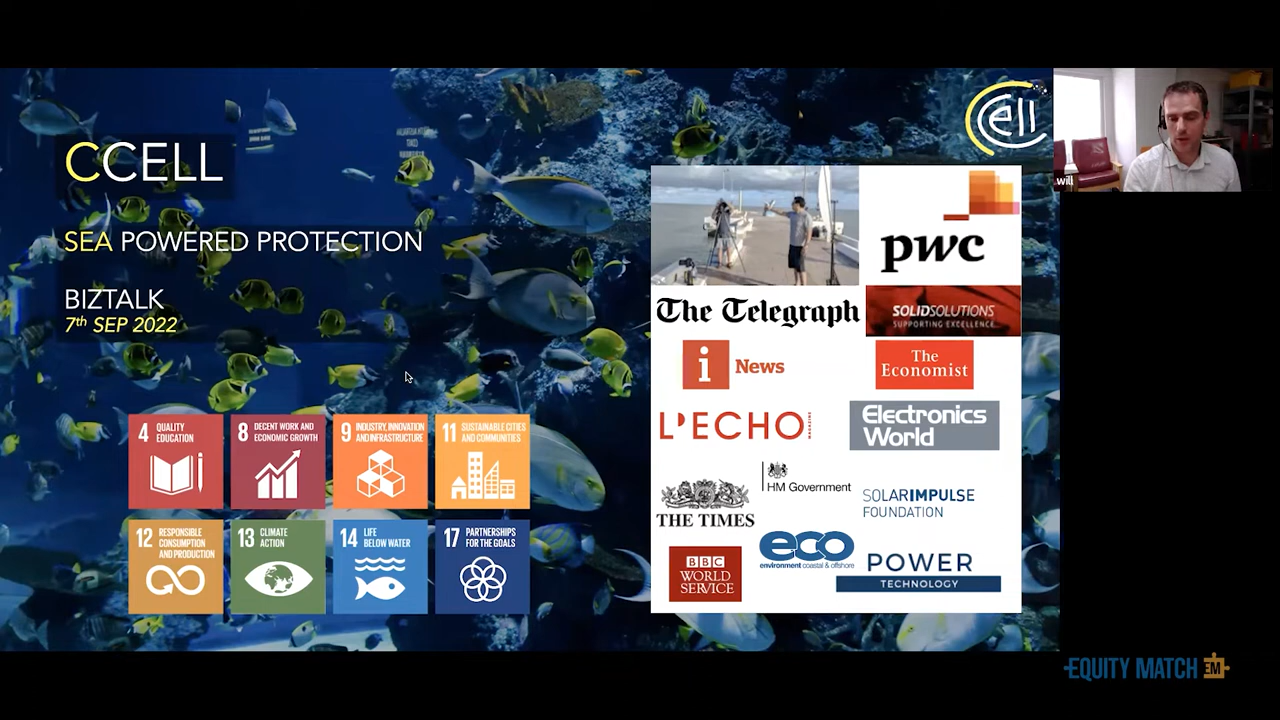 CCELL
SEA POWERED PROTECTION
BIZTALK
7th SEP 2022
4 QUALITY
EDUCATION
8 DECENT WORK AND
ECONOMIC GROWTH
9 INDUSTRY, INNOVATION
AND INFRASTRUCTURE
11 SUSTAINABLE CITIES
AND COMMUNITIES
12 RESPONSIBLE
CONSUMPTION
AND PRODUCTION
13 CLIMATE
ACTION
14 LIFE
BELOW WATER
17 PARTNERSHIPS
FOR THE GOALS
CCell
pwc
The Telegraph
SOLIDSOLUTIONS
SUPPORTING EXCELLENCE
i News
The
Economist
L'ECHO
MAGAZINE
Electronics
World
HM Government
THE TIMES
SOLARIMPULSE
FOUNDATION
BBC
WORLD
SERVICE
eco
environment coastal & offshore
POWER
TECHNOLOGY
will
EQUITY MATCH EM